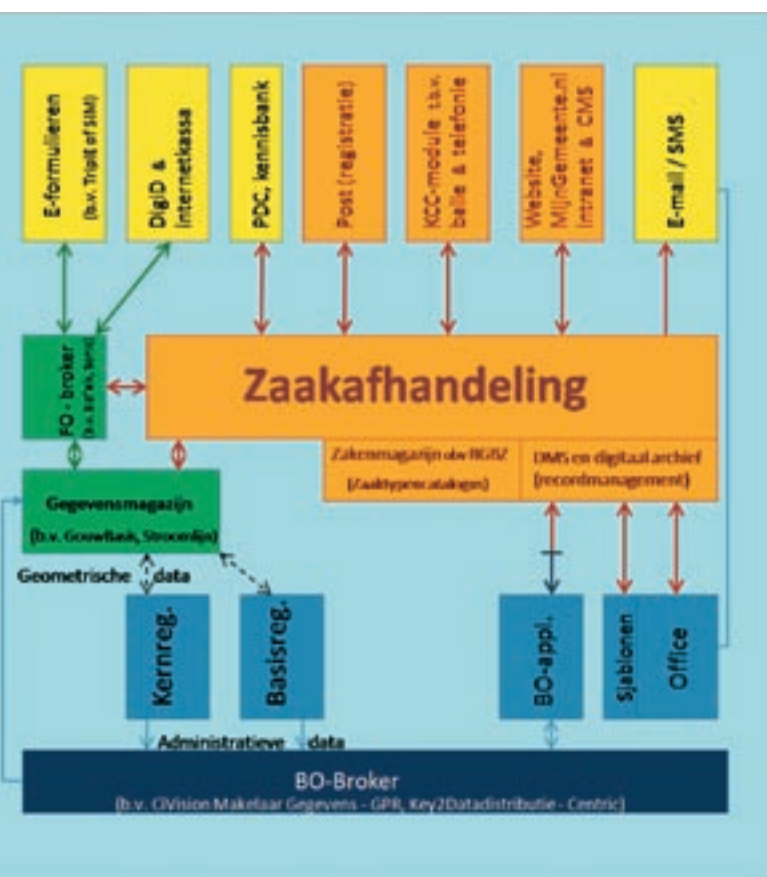 E-formulieren
(b.v. TriplE of SIM)
DigiD &
internetkassa
PDC, kennisbank
Post (registratie)
KCC-module t.b.v.
balie & telefonie
Website,
MijnGemeente.nl
intranet & CMS
E-mail / SMS
FO - broker
Zaakafhandeling
Zakenmagazijn obv RGBZ
(Zaaktypencatalogus)
DMS en digitaal archief
(recordmanagement)
Gegevensmagazijn
(b.v. GouwBasis, Stroomlijn)
Geometrische data
Kernreg.
Basisreg.
BO-appl.
Sjablonen
Office
Administratieve data
BO-Broker
(b.v. CiVision Makelaar Gegevens - GPR, Key2Datadistributie - Centric)